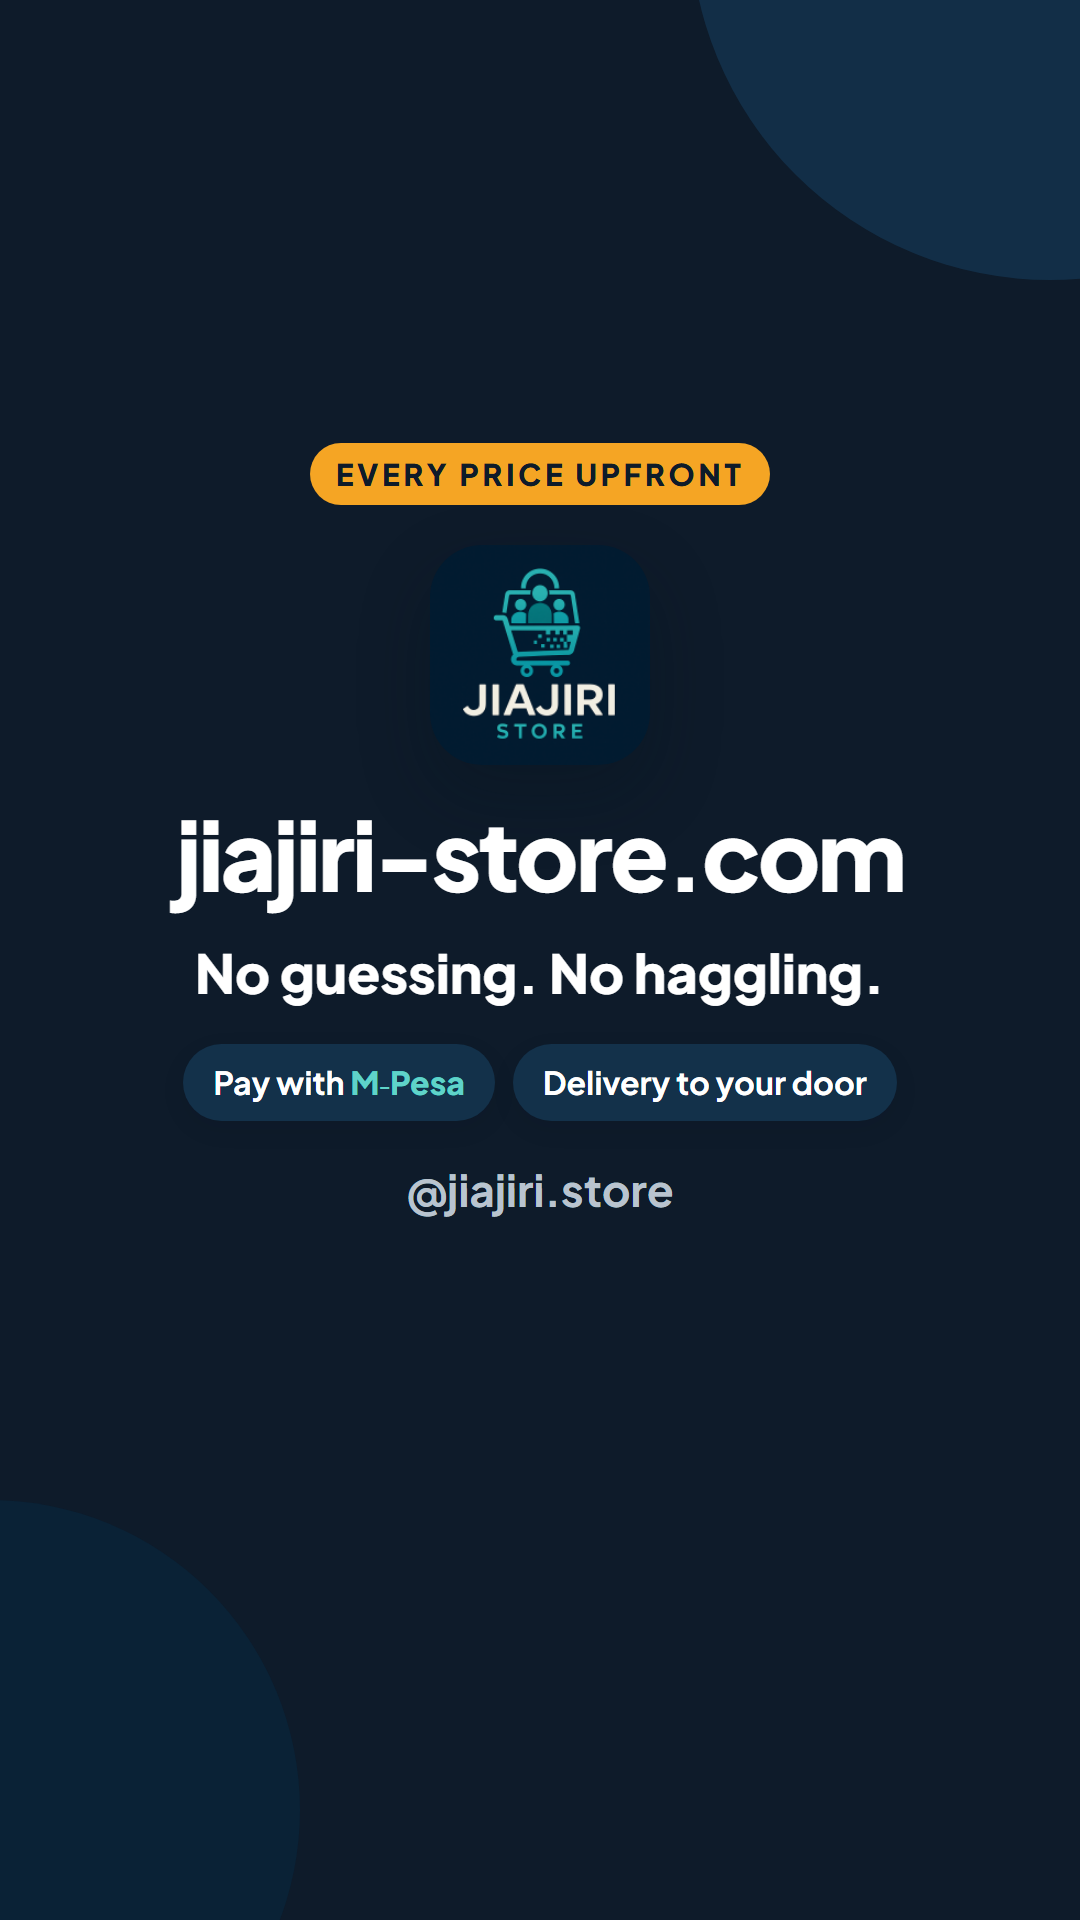 EVERY PRICE UPFRONT
JIAJIRI
STORE
jiajiri-store.com
No guessing. No haggling.
Pay with M-Pesa
Delivery to your door
@jiajiri.store